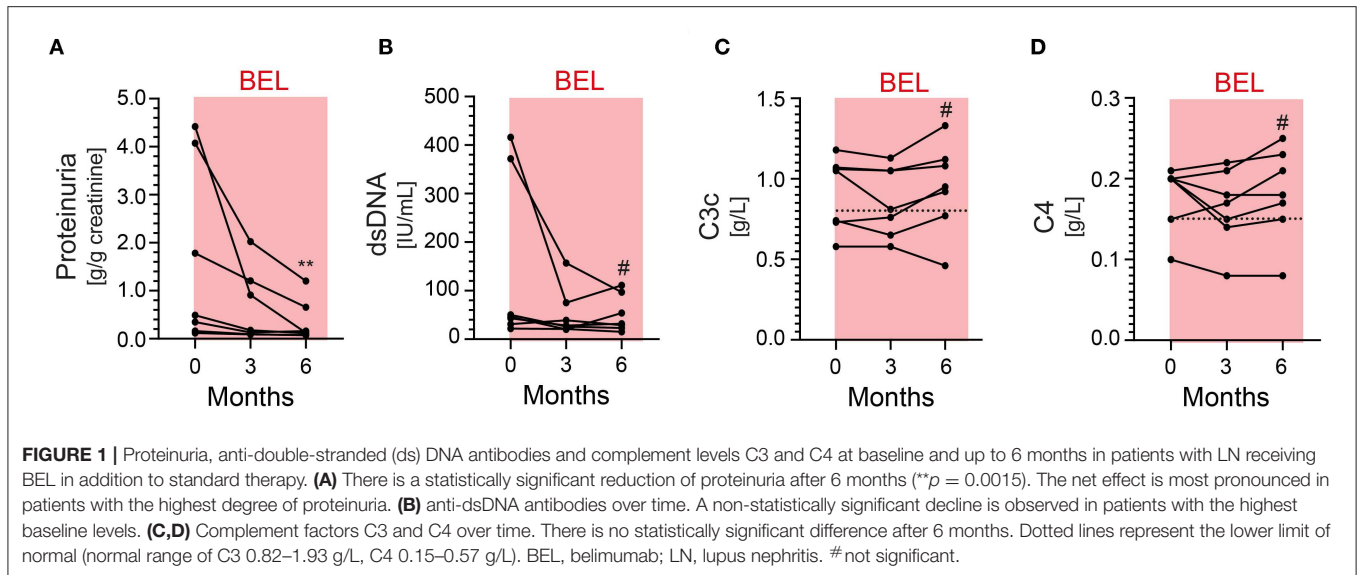 A
BEL
Proteinuria
[g/g creatinine]
5.0
4.0
3.0
2.0
1.0
0.0
**
0 3 6
Months
B
BEL
dsDNA
[IU/mL]
500
400
300
200
100
0
#
0 3 6
Months
C
BEL
C3c
[g/L]
1.5
1.0
0.5
0.0
#
0 3 6
Months
D
BEL
C4
[g/L]
0.3
0.2
0.1
0.0
#
0 3 6
Months
FIGURE 1 | Proteinuria, anti-double-stranded (ds) DNA antibodies and complement levels C3 and C4 at baseline and up to 6 months in patients with LN receiving
BEL in addition to standard therapy. (A) There is a statistically significant reduction of proteinuria after 6 months (**p = 0.0015). The net effect is most pronounced in
patients with the highest degree of proteinuria. (B) anti-dsDNA antibodies over time. A non-statistically significant decline is observed in patients with the highest
baseline levels. (C,D) Complement factors C3 and C4 over time. There is no statistically significant difference after 6 months. Dotted lines represent the lower limit of
normal (normal range of C3 0.82–1.93 g/L, C4 0.15–0.57 g/L). BEL, belimumab; LN, lupus nephritis. #not significant.